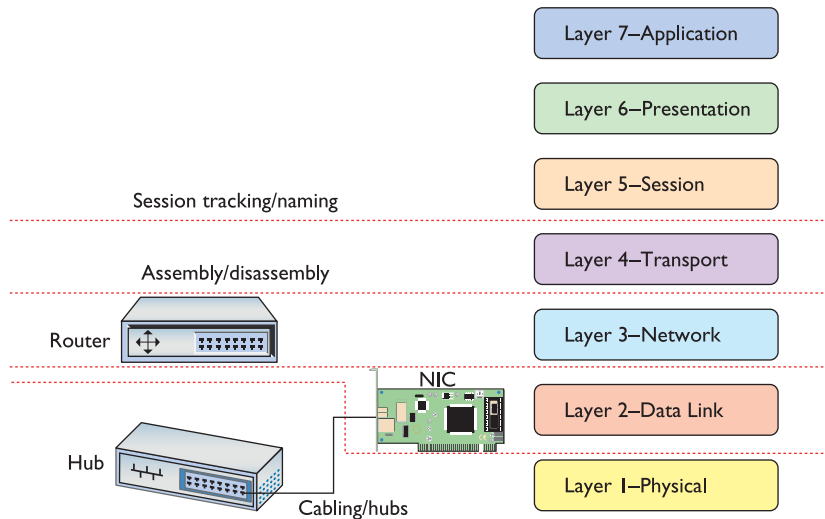 Layer 7–Application
Layer 6–Presentation
Layer 5–Session
Session tracking/naming
Layer 4–Transport
Assembly/disassembly
Router
Layer 3–Network
NIC
Layer 2–Data Link
Hub
Layer 1–Physical
Cabling/hubs